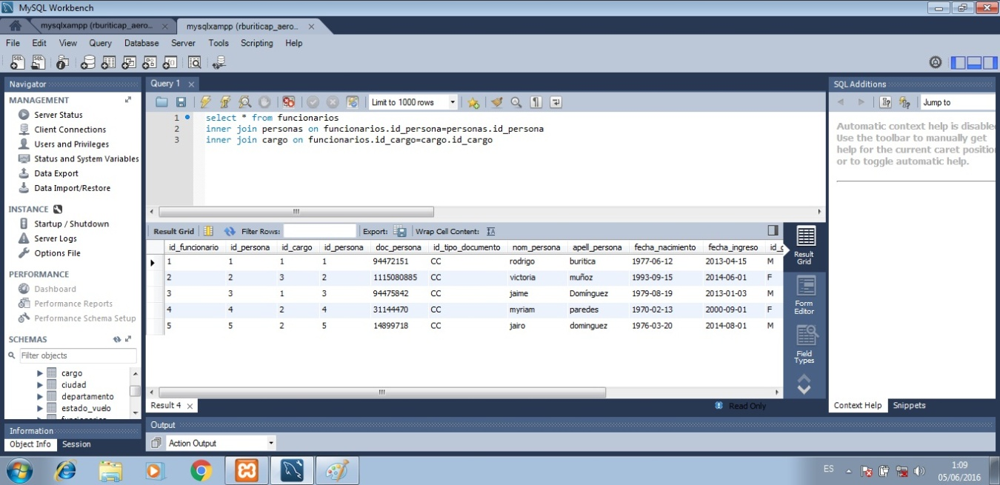 MySQL Workbench
mysqlxampp (rburiticap_aero...
mysqlxampp (rburiticap_aero...
File Edit View Query Database Server Tools Scripting Help
Navigator
MANAGEMENT
Server Status
Client Connections
Users and Privileges
Status and System Variables
Data Export
Data Import/Restore
INSTANCE
Startup / Shutdown
Server Logs
Options File
PERFORMANCE
Dashboard
Performance Reports
Performance Schema Setup
SCHEMAS
Filter objects
cargo
ciudad
departamento
estado_vuelo
funcionarios
Information
Object Info Session
Query 1
Limit to 1000 rows
1 select * from funcionarios
2 inner join personas on funcionarios.id_persona=personas.id_persona
3 inner join cargo on funcionarios.id_cargo=cargo.id_cargo
Result Grid Filter Rows: Export: Wrap Cell Content:
id_funcionario id_persona id_cargo id_persona doc_persona id_tipo_documento nom_persona apell_persona fecha_nacimiento fecha_ingreso
1 1 1 1 94472151 CC rodrigo buritica 1977-06-12 2013-04-15 M
2 2 3 2 1115080885 CC victoria muñoz 1993-09-15 2014-06-01 F
3 3 1 3 94475842 CC jaime Domínguez 1979-08-19 2013-01-03 M
4 4 2 4 31144470 CC myriam paredes 1970-02-13 2000-09-01 F
5 5 2 5 14899718 CC jairo dominguez 1976-03-20 2014-08-01 M
Result
Grid
Form
Editor
Field
Types
Result 4
Read Only
Output
Action Output
SQL Additions
Jump to
Automatic context help is disable
Use the toolbar to manually get
help for the current caret positio
or to toggle automatic help.
Context Help Snippets
ES
1:09
05/06/2016